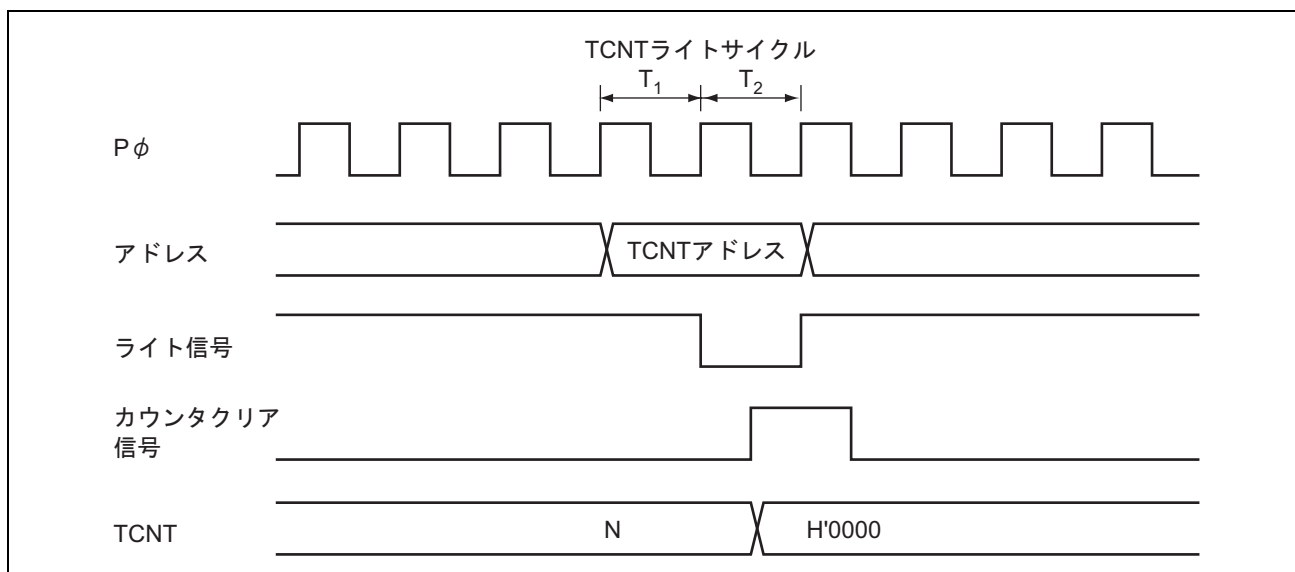 TCNTライトサイクル
T1 T2
Pφ
アドレス
TCNTアドレス
ライト信号
カウンタクリア
信号
TCNT
N
H'0000